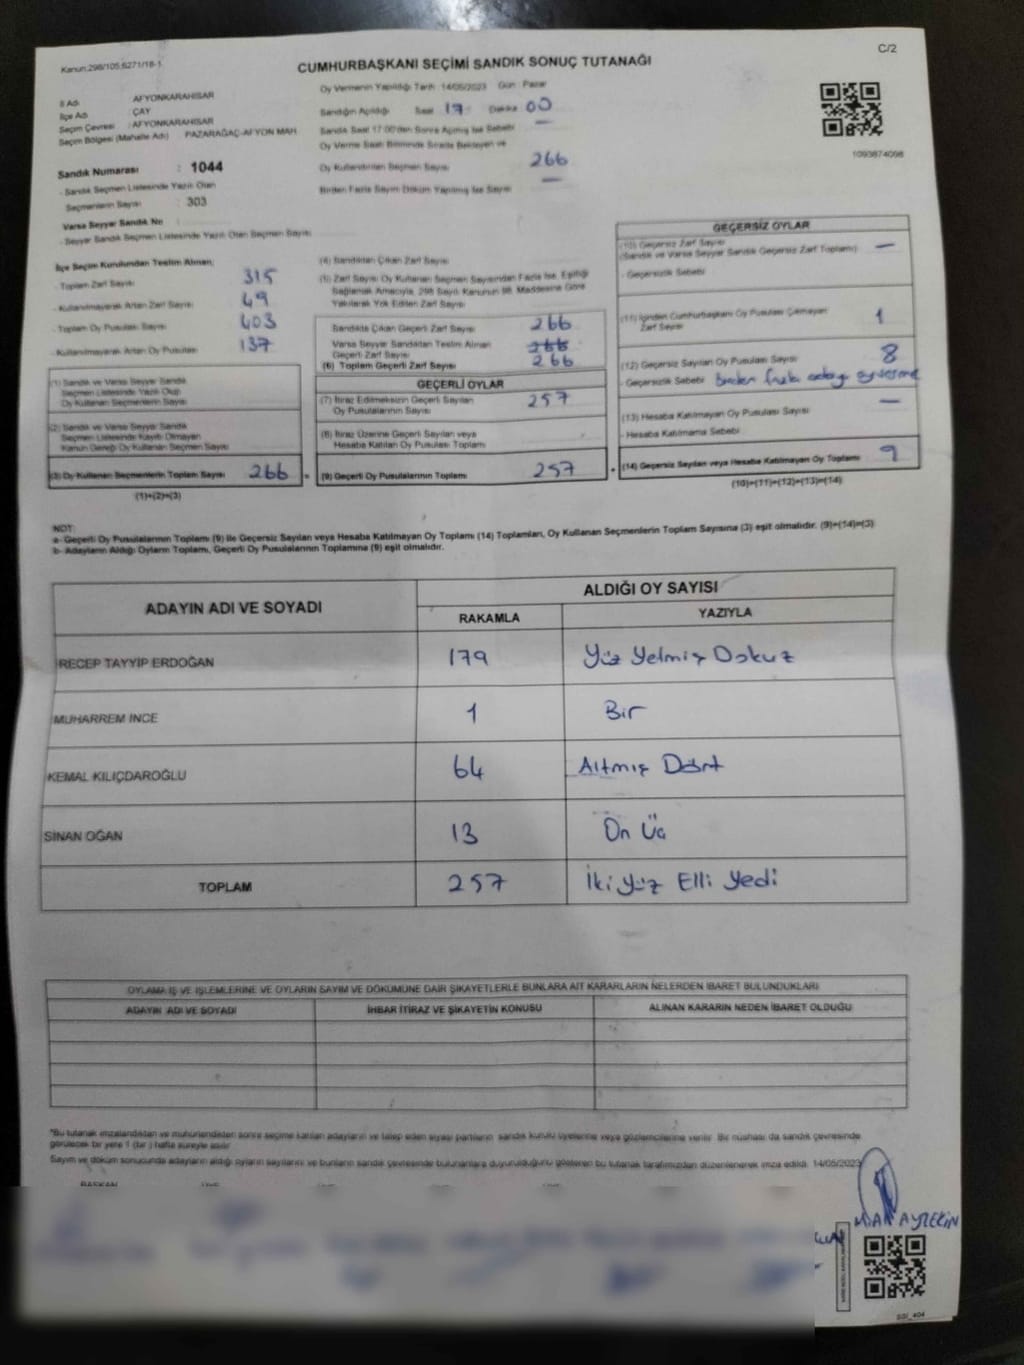 C/2
Kanun:298/105,6271/18-1
CUMHURBAŞKANI SEÇİMİ SANDIK SONUÇ TUTANAĞI
İl Adı : AFYONKARAHİSAR
İlçe Adı : ÇAY
Seçim Çevresi : AFYONKARAHİSAR
Seçim Bölgesi (Mahalle Adı) : PAZARAĞAÇ-AFYON MAH
Sandık Numarası : 1044
- Sandık Seçmen Listesinde Yazılı Olan
Seçmenlerin Sayısı : 303
Varsa Seyyar Sandık No
- Seyyar Sandık Seçmen Listesinde Yazılı Olan Seçmen Sayısı
Oy Vermenin Yapıldığı Tarih : 14/05/2023 Gün : Pazar
Sandığın Açıldığı Saat 17 Dakika 00
Sandık Saat 17:00'den Sonra Açılmış İse Sebebi —
Oy Verme Saati Bitiminde Sırada Bekleyen ve
Oy Kullandırılan Seçmen Sayısı 266
Birden Fazla Sayım Döküm Yapılmış İse Sayısı —
1093874098
İlçe Seçim Kurulundan Teslim Alınan;
- Toplam Zarf Sayısı 315
- Kullanılmayarak Artan Zarf Sayısı 49
- Toplam Oy Pusulası Sayısı 403
- Kullanılmayarak Artan Oy Pusulası 137
(1) Sandık ve Varsa Seyyar Sandık
Seçmen Listesinde Yazılı Olup
Oy Kullanan Seçmenlerin Sayısı
(2) Sandık ve Varsa Seyyar Sandık
Seçmen Listesinde Kayıtlı Olmayan
Kanun Gereği Oy Kullanan Seçmen Sayısı
(3) Oy Kullanan Seçmenlerin Toplam Sayısı 266
(1)+(2)=(3)
(4) Sandıktan Çıkan Zarf Sayısı
(5) Zarf Sayısı Oy Kullanan Seçmen Sayısından Fazla İse, Eşitliği
Sağlamak Amacıyla, 298 Sayılı Kanunun 98. Maddesine Göre
Yakılarak Yok Edilen Zarf Sayısı
Sandıkta Çıkan Geçerli Zarf Sayısı 266
Varsa Seyyar Sandıktan Teslim Alınan
Geçerli Zarf Sayısı 266
(6) Toplam Geçerli Zarf Sayısı 266
GEÇERLİ OYLAR
(7) İtiraz Edilmeksizin Geçerli Sayılan
Oy Pusulalarının Sayısı 257
(8) İtiraz Üzerine Geçerli Sayılan veya
Hesaba Katılan Oy Pusulası Toplamı
(9) Geçerli Oy Pusulalarının Toplamı 257
GEÇERSİZ OYLAR
(10) Geçersiz Zarf Sayısı —
(Sandık ve Varsa Seyyar Sandık Geçersiz Zarf Toplamı)
- Geçersizlik Sebebi
(11) İçinden Cumhurbaşkanı Oy Pusulası Çıkmayan
Zarf Sayısı 1
(12) Geçersiz Sayılan Oy Pusulası Sayısı 8
- Geçersizlik Sebebi
(13) Hesaba Katılmayan Oy Pusulası Sayısı —
- Hesaba Katılmama Sebebi
(14) Geçersiz Sayılan veya Hesaba Katılmayan Oy Toplamı 9
(10)+(11)+(12)+(13)=(14)
NOT:
a- Geçerli Oy Pusulaların Toplamı (9) ile Geçersiz Sayılan veya Hesaba Katılmayan Oy Toplamı (14) Toplamları, Oy Kullanan Seçmenlerin Toplam Sayısına (3) eşit olmalıdır. (9)+(14)=(3)
b- Adayların Aldığı Oyların Toplamı, Geçerli Oy Pusulalarının Toplamına (9) eşit olmalıdır.
ADAYIN ADI VE SOYADI
ALDIĞI OY SAYISI
RAKAMLA YAZIYLA
RECEP TAYYİP ERDOĞAN 179 Yüz Yetmiş Dokuz
MUHARREM İNCE 1 Bir
KEMAL KILIÇDAROĞLU 64 Altmış Dört
SİNAN OĞAN 13 On Üç
TOPLAM 257 İki yüz Elli Yedi
OYLAMA İŞ VE İŞLEMLERİNE VE OYLARIN SAYIM VE DÖKÜMÜNE DAİR ŞİKAYETLERLE BUNLARA AİT KARARLARIN NELERDEN İBARET BULUNDUKLARI
ADAYIN ADI VE SOYADI İHBAR İTİRAZ VE ŞİKAYETİN KONUSU ALINAN KARARIN NEDEN İBARET OLDUĞU
*Bu tutanak imzalandıktan ve mühürlendikten sonra seçime katılan adayların ve talep eden siyasi partilerin sandık kurulu üyelerine veya gözlemcilerine verilir. Bir nüshası da sandık çevresinde
görülecek bir yere 1 (bir) hafta süreyle asılır
Sayım ve döküm sonucunda adayların aldığı oyların sayılarını ve bunların sandık çevresinde bulunanlara duyurulduğunu gösteren bu tutanak tarafımızdan düzenlenerek imza edildi. 14/05/2023
BAŞKAN